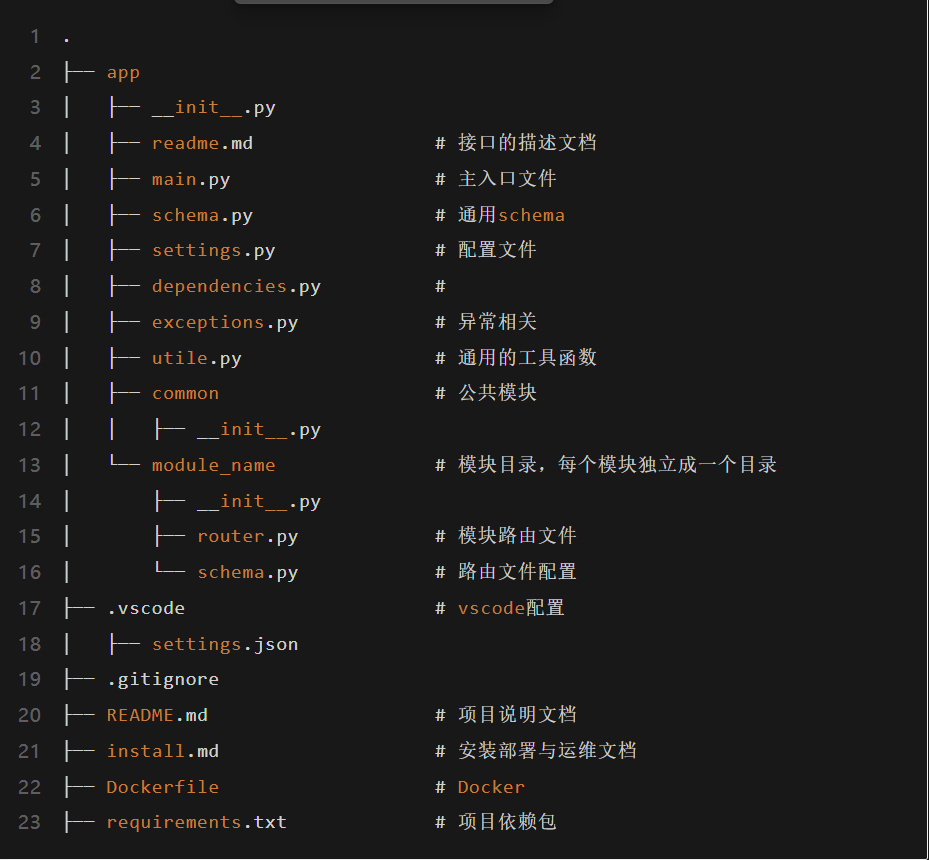 1 .
2 ├── app
3 │   ├── __init__.py
4 │   ├── readme.md                # 接口的描述文档
5 │   ├── main.py                  # 主入口文件
6 │   ├── schema.py                # 通用schema
7 │   ├── settings.py              # 配置文件
8 │   ├── dependencies.py          #
9 │   ├── exceptions.py            # 异常相关
10 │   ├── utile.py                 # 通用的工具函数
11 │   ├── common                   # 公共模块
12 │   │   ├── __init__.py
13 │   └── module_name              # 模块目录，每个模块独立成一个目录
14 │       ├── __init__.py
15 │       ├── router.py            # 模块路由文件
16 │       └── schema.py            # 路由文件配置
17 ├── .vscode                      # vscode配置
18 │   ├── settings.json
19 ├── .gitignore
20 ├── README.md                    # 项目说明文档
21 ├── install.md                   # 安装部署与运维文档
22 ├── Dockerfile                   # Docker
23 ├── requirements.txt             # 项目依赖包